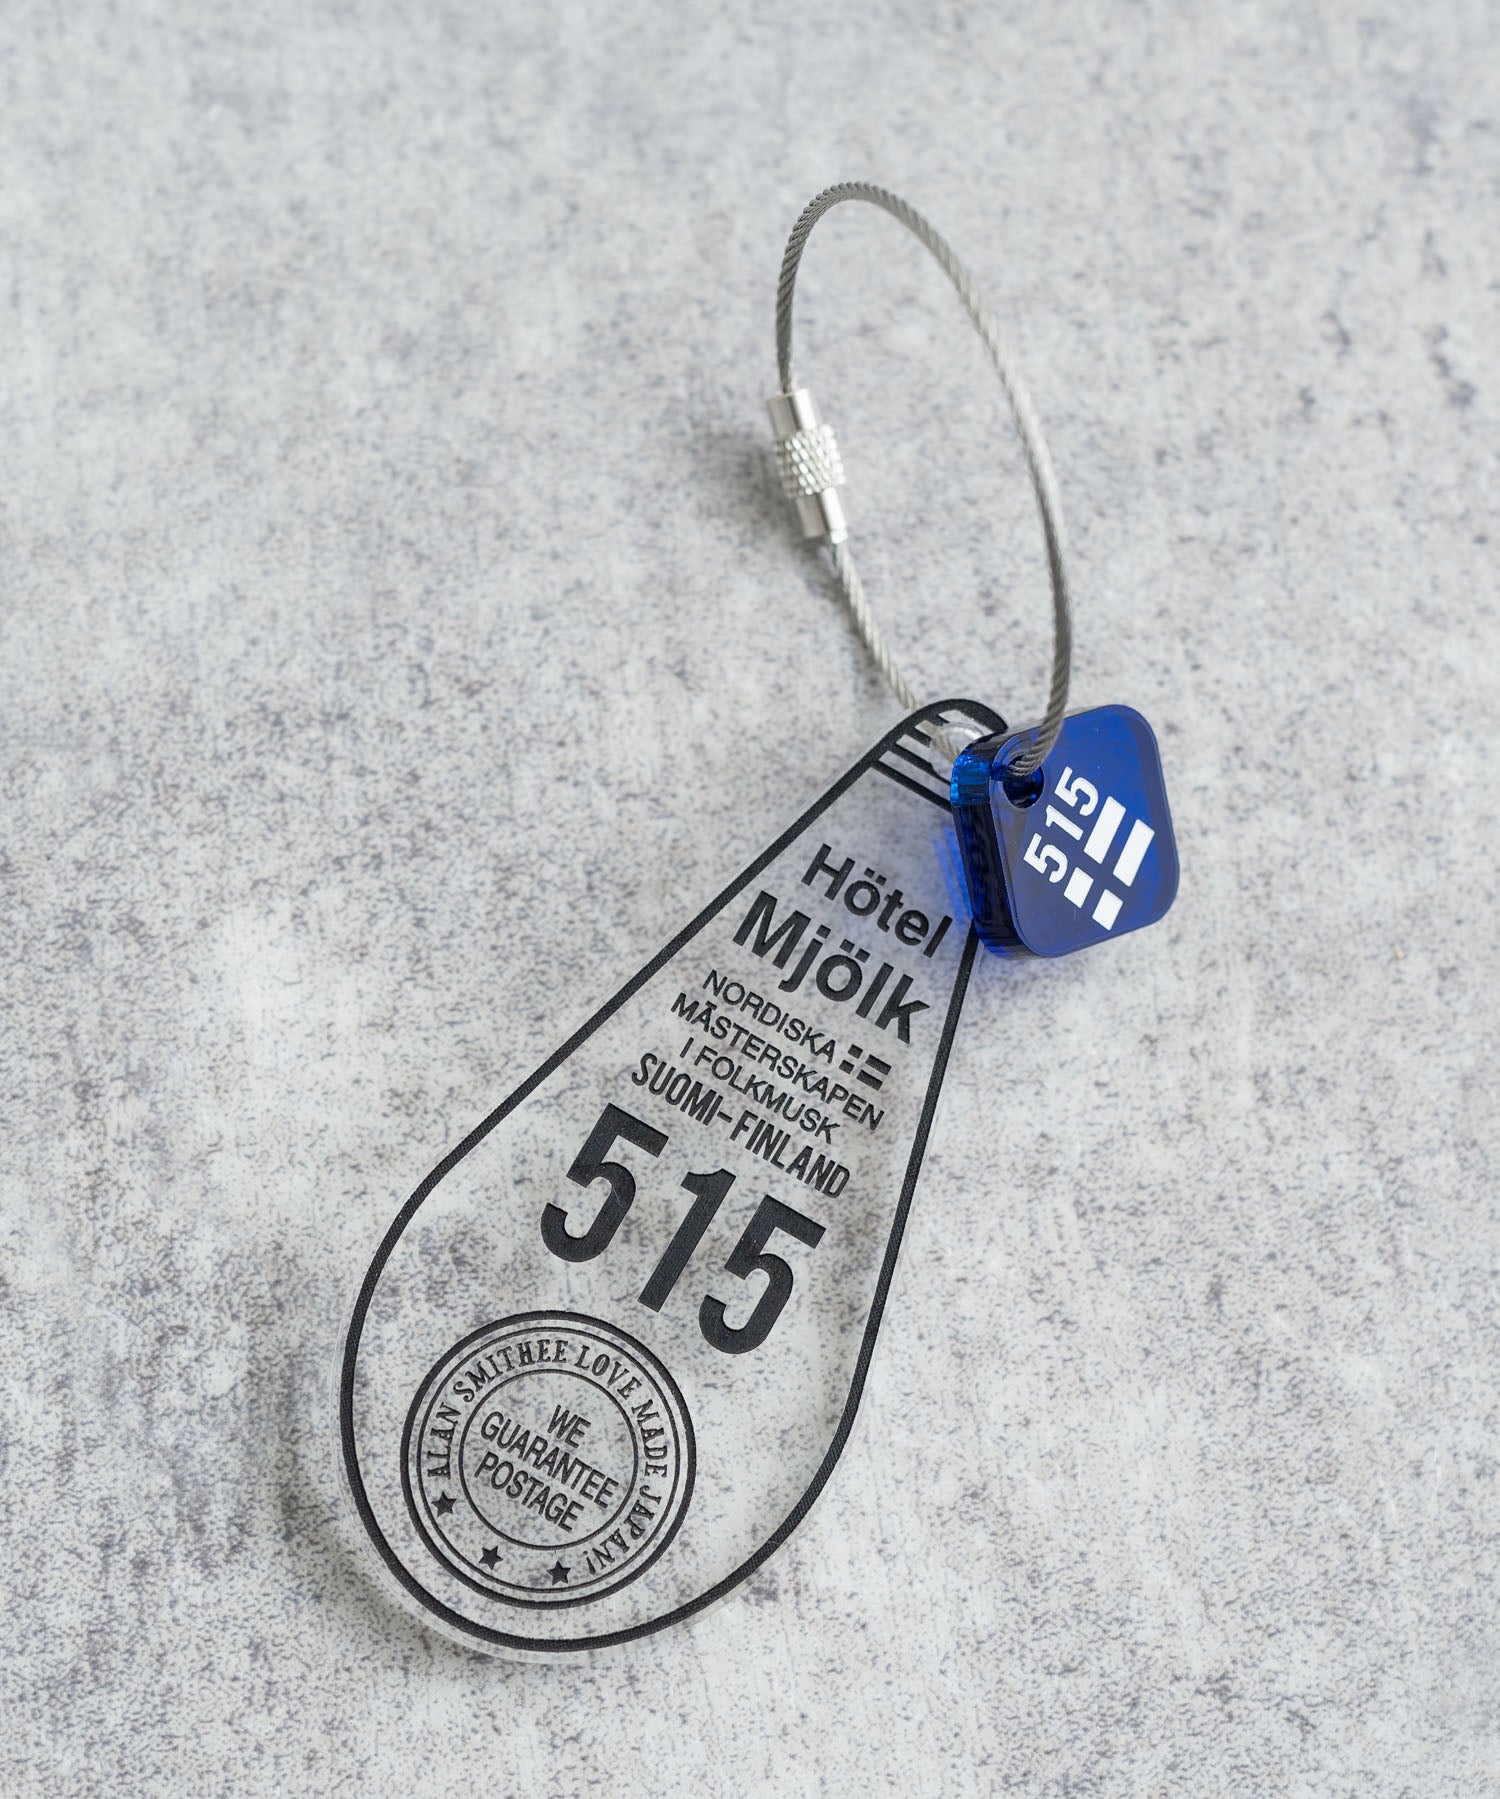 515
Hötel
Mjölk
NORDISKA
MÄSTERSKAPEN
I FOLKMUSK
SUOMI-FINLAND
515
ALAN SMITHEE LOVE MADE JAPAN!
WE
GUARANTEE
POSTAGE